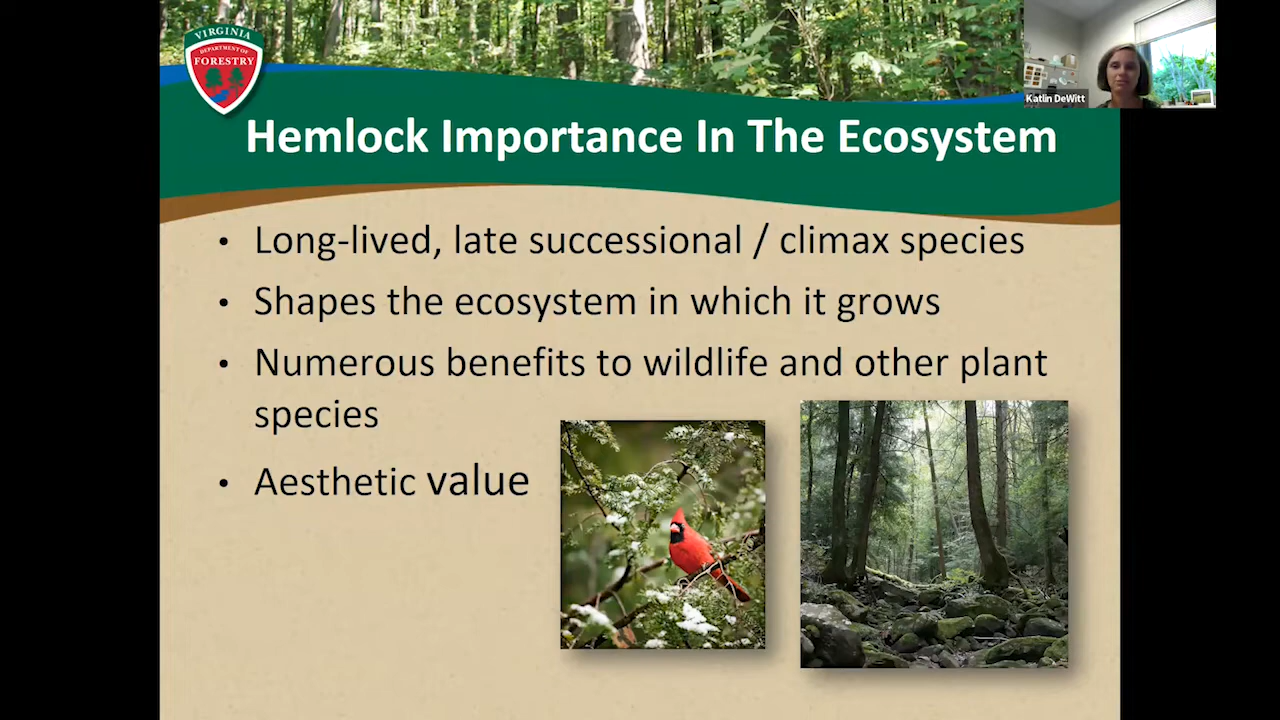 VIRGINIA
DEPARTMENT OF
FORESTRY
Katlin DeWitt
Hemlock Importance In The Ecosystem
• Long-lived, late successional / climax species
• Shapes the ecosystem in which it grows
• Numerous benefits to wildlife and other plant
species
• Aesthetic value